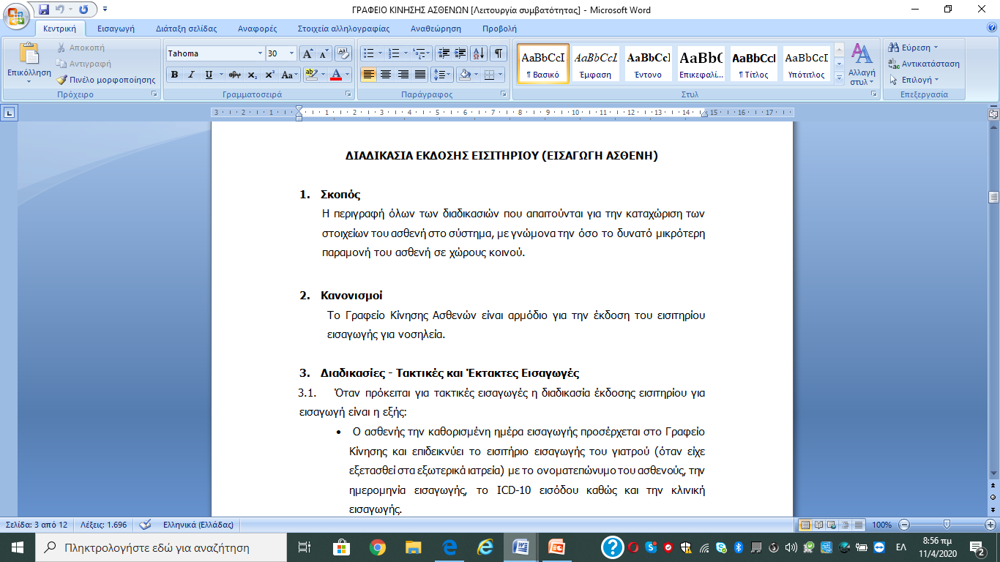 ΓΡΑΦΕΙΟ ΚΙΝΗΣΗΣ ΑΣΘΕΝΩΝ [Λειτουργία συμβατότητας] - Microsoft Word
Κεντρική Εισαγωγή Διάταξη σελίδας Αναφορές Στοιχεία αλληλογραφίας Αναθεώρηση Προβολή
Επικόλληση
Αποκοπή
Αντιγραφή
Πινέλο μορφοποίησης
Πρόχειρο
Tahoma 30
Γραμματοσειρά
Παράγραφος
AaBbCcI AaBbCcI AaBbCcI AaBbC AaBbCcI AaBbCcI
¶ Βασικό Έμφαση Έντονο Επικεφαλί... ¶ Τίτλος Υπότιτλος
Αλλαγή στυλ
Στυλ
Εύρεση
Αντικατάσταση
Επιλογή
Επεξεργασία
3 2 1 1 2 3 4 5 6 7 8 9 10 11 12 13 14 15 16 17
ΔΙΑΔΙΚΑΣΙΑ ΕΚΔΟΣΗΣ ΕΙΣΙΤΗΡΙΟΥ (ΕΙΣΑΓΩΓΗ ΑΣΘΕΝΗ)
1. Σκοπός
Η περιγραφή όλων των διαδικασιών που απαιτούνται για την καταχώριση των
στοιχείων του ασθενή στο σύστημα, με γνώμονα την όσο το δυνατό μικρότερη
παραμονή του ασθενή σε χώρους κοινού.
2. Κανονισμοί
Το Γραφείο Κίνησης Ασθενών είναι αρμόδιο για την έκδοση του εισιτηρίου
εισαγωγής για νοσηλεία.
3. Διαδικασίες - Τακτικές και Έκτακτες Εισαγωγές
3.1. Όταν πρόκειται για τακτικές εισαγωγές η διαδικασία έκδοσης εισιτηρίου για
εισαγωγή είναι η εξής:
• Ο ασθενής την καθορισμένη ημέρα εισαγωγής προσέρχεται στο Γραφείο
Κίνησης και επιδεικνύει το εισιτήριο εισαγωγής του γιατρού (όταν είχε
εξετασθεί στα εξωτερικά ιατρεία) με το ονοματεπώνυμο του ασθενούς, την
ημερομηνία εισαγωγής, το ICD-10 εισόδου καθώς και την κλινική
εισαγωγής.
Σελίδα: 3 από 12 Λέξεις: 1.696 Ελληνικά (Ελλάδας) 100%
Πληκτρολογήστε εδώ για αναζήτηση
ΕΛ
8:56 πμ
11/4/2020
2